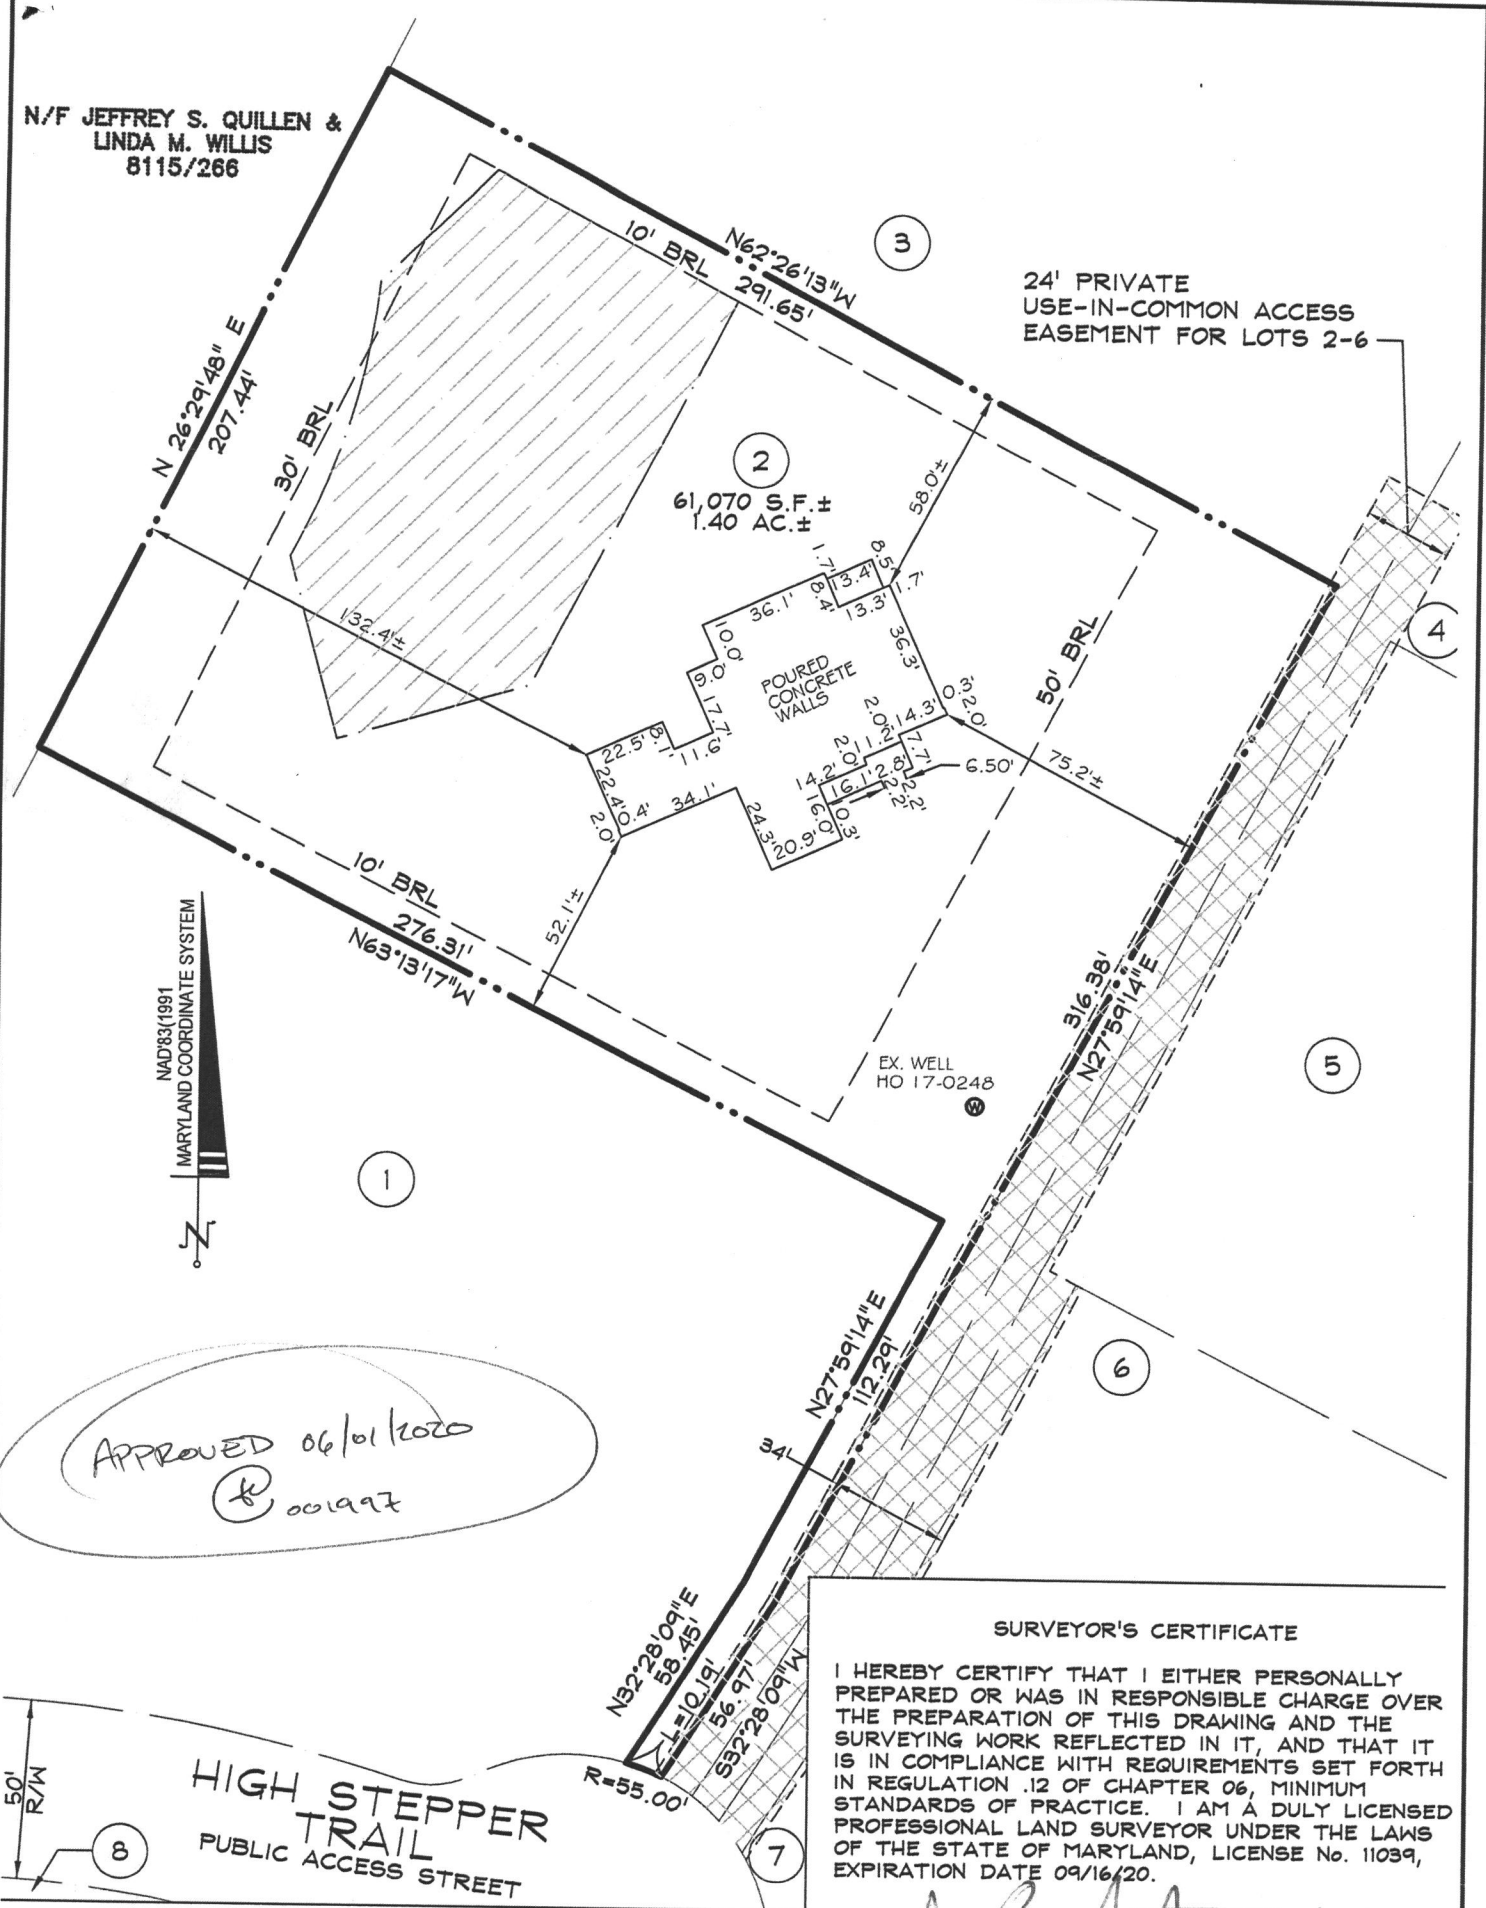 N/F JEFFREY S. QUILLEN &
LINDA M. WILLIS
8115/266
10' BRL
N62°26'13"W
291.65'
3
24' PRIVATE
USE-IN-COMMON ACCESS
EASEMENT FOR LOTS 2-6
N 26°29'48" E
207.44'
30' BRL
2
61,070 S.F.±
1.40 AC.±
58.0'±
132.4'±
1.7'
13.4'
8.5'
8.4'
13.3'
1.7'
36.1'
10.0'
9.0'
36.3'
POURED
CONCRETE
WALLS
17.7'
0.3'
2.0'
14.3'
2.0'
11.2'
2.0'
7.7'
22.5'
8.1'
11.6'
14.2'
16.1'
2.8'
6.50'
2.2'
2.2'
22.4'
0.4'
2.0'
34.1'
24.3'
20.9'
16.0'
0.3'
75.2'±
50' BRL
4
52.1'±
10' BRL
276.31'
N63°13'17"W
NAD'83(1991
MARYLAND COORDINATE SYSTEM
N
316.38'
N27°59'14"E
EX. WELL
HO 17-0248
W
5
1
6
N27°59'14"E
112.29'
34'
APPROVED 06/01/2020
001997
N32°28'09"E
58.45'
L=10.19'
56.97'
S32°28'09"W
R=55.00'
50'
R/W
HIGH STEPPER
TRAIL
PUBLIC ACCESS STREET
8
7
SURVEYOR'S CERTIFICATE
I HEREBY CERTIFY THAT I EITHER PERSONALLY
PREPARED OR WAS IN RESPONSIBLE CHARGE OVER
THE PREPARATION OF THIS DRAWING AND THE
SURVEYING WORK REFLECTED IN IT, AND THAT IT
IS IN COMPLIANCE WITH REQUIREMENTS SET FORTH
IN REGULATION .12 OF CHAPTER 06, MINIMUM
STANDARDS OF PRACTICE. I AM A DULY LICENSED
PROFESSIONAL LAND SURVEYOR UNDER THE LAWS
OF THE STATE OF MARYLAND, LICENSE No. 11039,
EXPIRATION DATE 09/16/20.